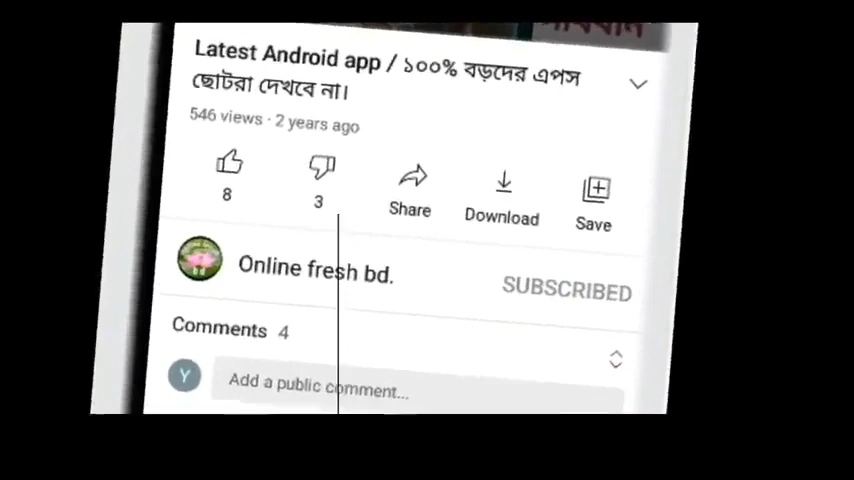 Latest Android app / ১০০% বড়দের এপস
ছোটরা দেখবে না।
546 views · 2 years ago
8
3
Share
Download
Save
Online fresh bd.
SUBSCRIBED
Comments 4
Y
Add a public comment...